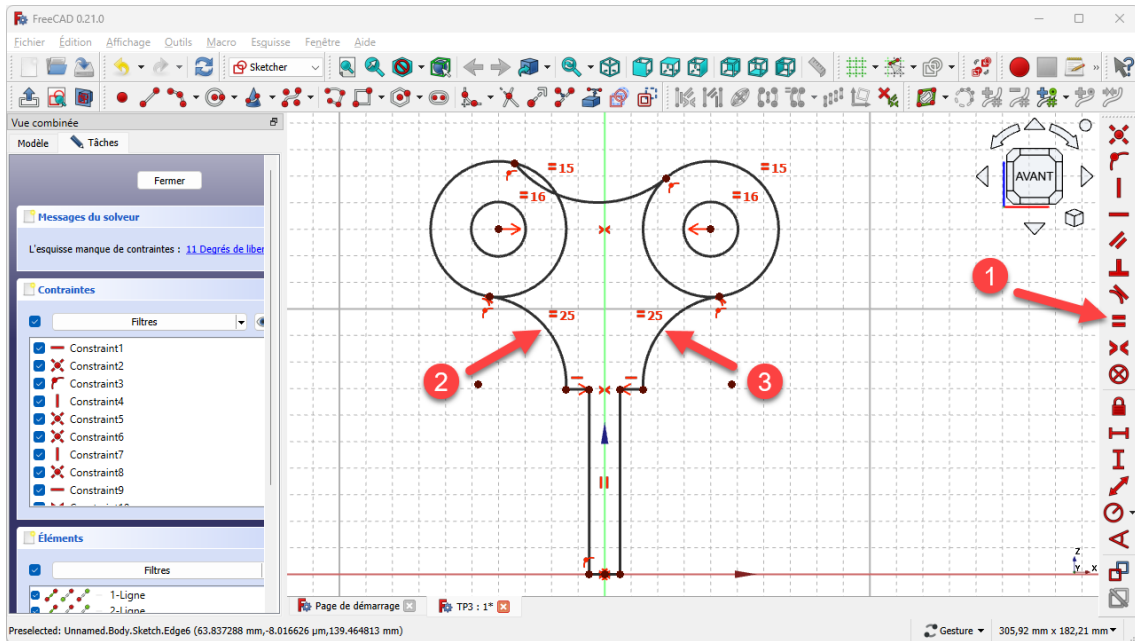 FreeCAD 0.21.0
Fichier Édition Affichage Outils Macro Esquisse Fenêtre Aide
Sketcher
Vue combinée
Modèle Tâches
Fermer
Messages du solveur
L'esquisse manque de contraintes : 11 Degrés de liber
Contraintes
Filtres
Constraint1
Constraint2
Constraint3
Constraint4
Constraint5
Constraint6
Constraint7
Constraint8
Constraint9
Éléments
Filtres
1-Ligne
2-Ligne
=15
=16
=15
=16
=25
=25
1
2
3
AVANT
Z
Y X
Page de démarrage
TP3 : 1*
Preselected: Unnamed.Body.Sketch.Edge6 (63.837288 mm,-8.016626 μm,139.464813 mm)
Gesture
305,92 mm x 182,21 mm